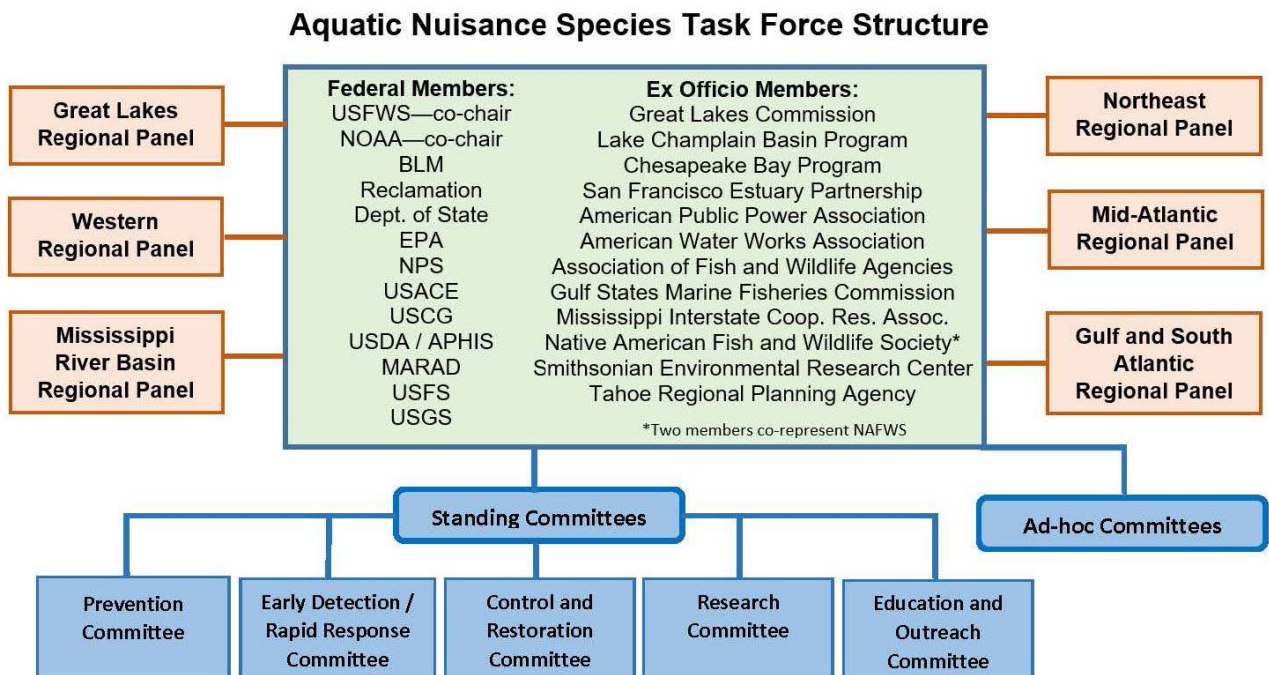 Aquatic Nuisance Species Task Force Structure
Great Lakes
Regional Panel
Western
Regional Panel
Mississippi
River Basin
Regional Panel
Federal Members:
USFWS—co-chair
NOAA—co-chair
BLM
Reclamation
Dept. of State
EPA
NPS
USACE
USCG
USDA / APHIS
MARAD
USFS
USGS
Ex Officio Members:
Great Lakes Commission
Lake Champlain Basin Program
Chesapeake Bay Program
San Francisco Estuary Partnership
American Public Power Association
American Water Works Association
Association of Fish and Wildlife Agencies
Gulf States Marine Fisheries Commission
Mississippi Interstate Coop. Res. Assoc.
Native American Fish and Wildlife Society*
Smithsonian Environmental Research Center
Tahoe Regional Planning Agency
*Two members co-represent NAFWS
Northeast
Regional Panel
Mid-Atlantic
Regional Panel
Gulf and South
Atlantic
Regional Panel
Standing Committees
Ad-hoc Committees
Prevention
Committee
Early Detection /
Rapid Response
Committee
Control and
Restoration
Committee
Research
Committee
Education and
Outreach
Committee